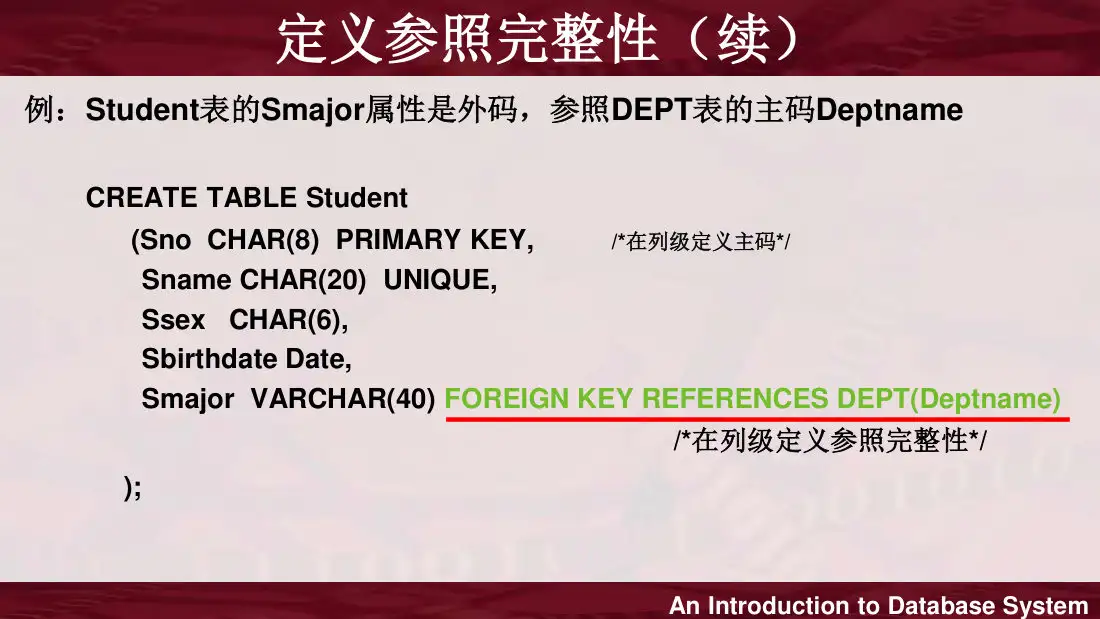 定义参照完整性（续）
例：Student表的Smajor属性是外码，参照DEPT表的主码Deptname
CREATE TABLE Student
(Sno CHAR(8) PRIMARY KEY, /*在列级定义主码*/
Sname CHAR(20) UNIQUE,
Ssex CHAR(6),
Sbirthdate Date,
Smajor VARCHAR(40) FOREIGN KEY REFERENCES DEPT(Deptname)
/*在列级定义参照完整性*/
);
An Introduction to Database System